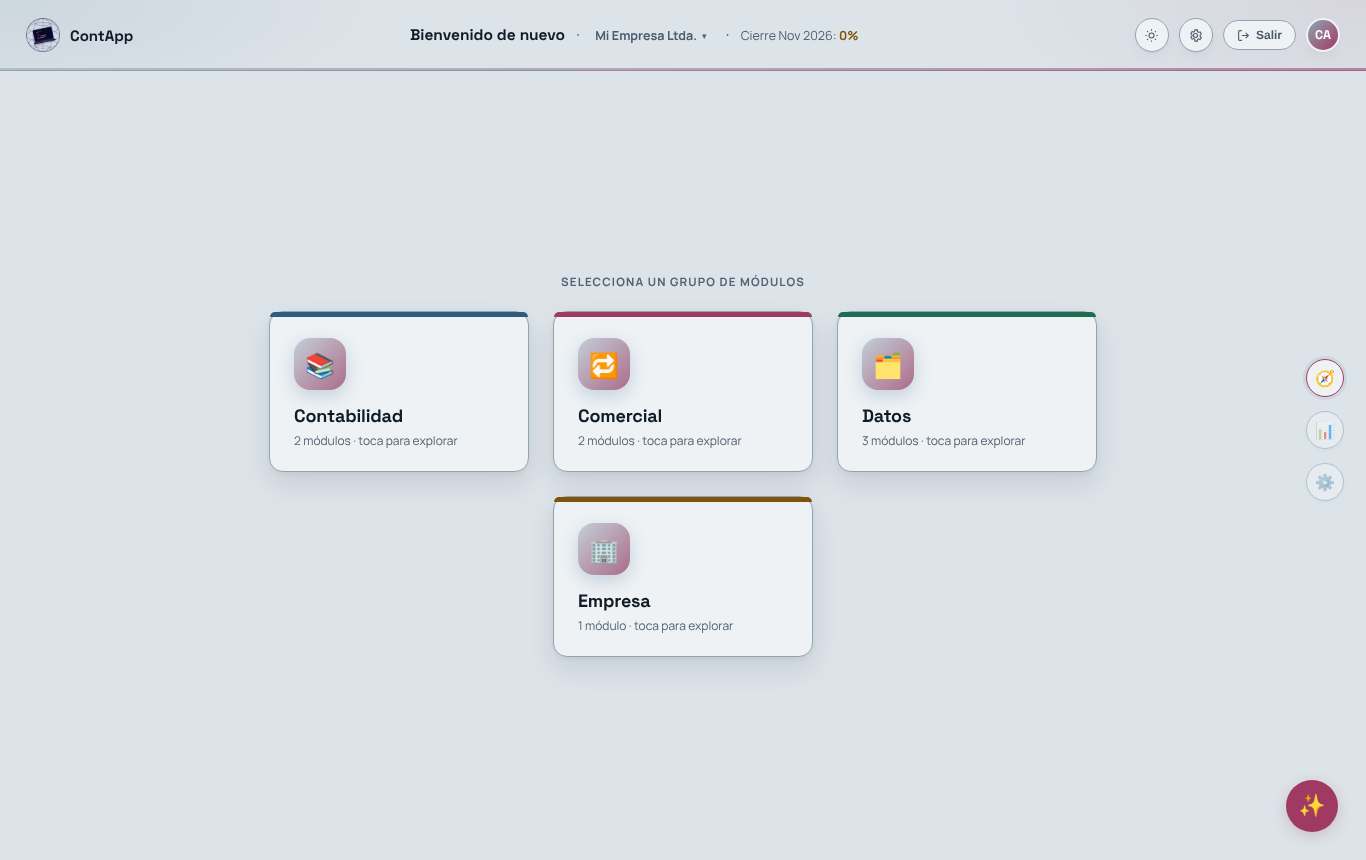 ContApp
Bienvenido de nuevo · Mi Empresa Ltda. ▾ · Cierre Nov 2026: 0%
Salir
CA
SELECCIONA UN GRUPO DE MÓDULOS
Contabilidad
2 módulos · toca para explorar
Comercial
2 módulos · toca para explorar
Datos
3 módulos · toca para explorar
Empresa
1 módulo · toca para explorar